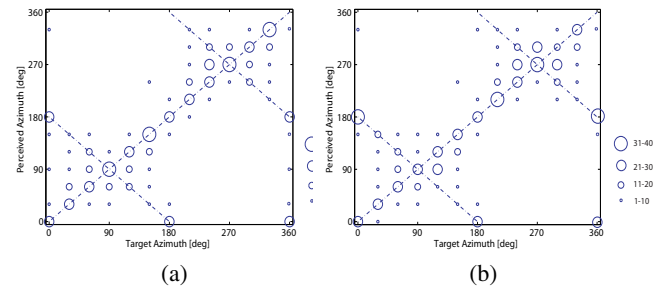 360
270
180
90
0
Perceived Azimuth [deg]
0 90 180 270 360
Target Azimuth [deg]
(a)
360
270
180
90
0
Perceived Azimuth [deg]
0 90 180 270 360
Target Azimuth [deg]
31-40
21-30
11-20
1-10
(b)